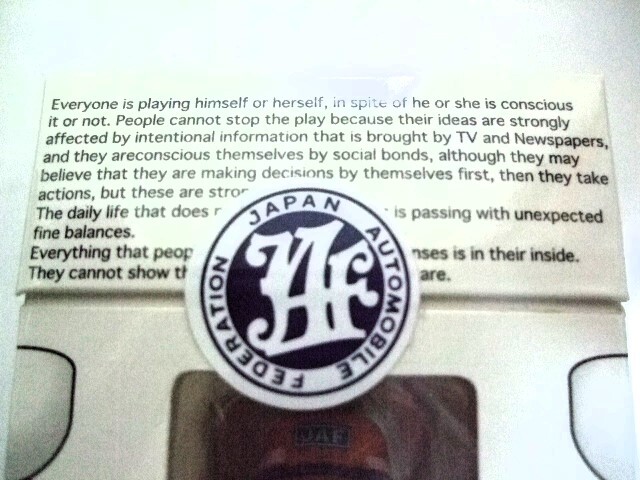 Everyone is playing himself or herself, in spite of he or she is conscious
it or not. People cannot stop the play because their ideas are strongly
affected by intentional information that is brought by TV and Newspapers,
and they areconscious themselves by social bonds, although they may
believe that they are making decisions by themselves first, then they take
actions, but these are stron
The daily life that does is passing with unexpected
fine balances.
Everything that peop nses is in their inside.
They cannot show th are.
JAPAN AUTOMOBILE FEDERATION
JAF
JAF